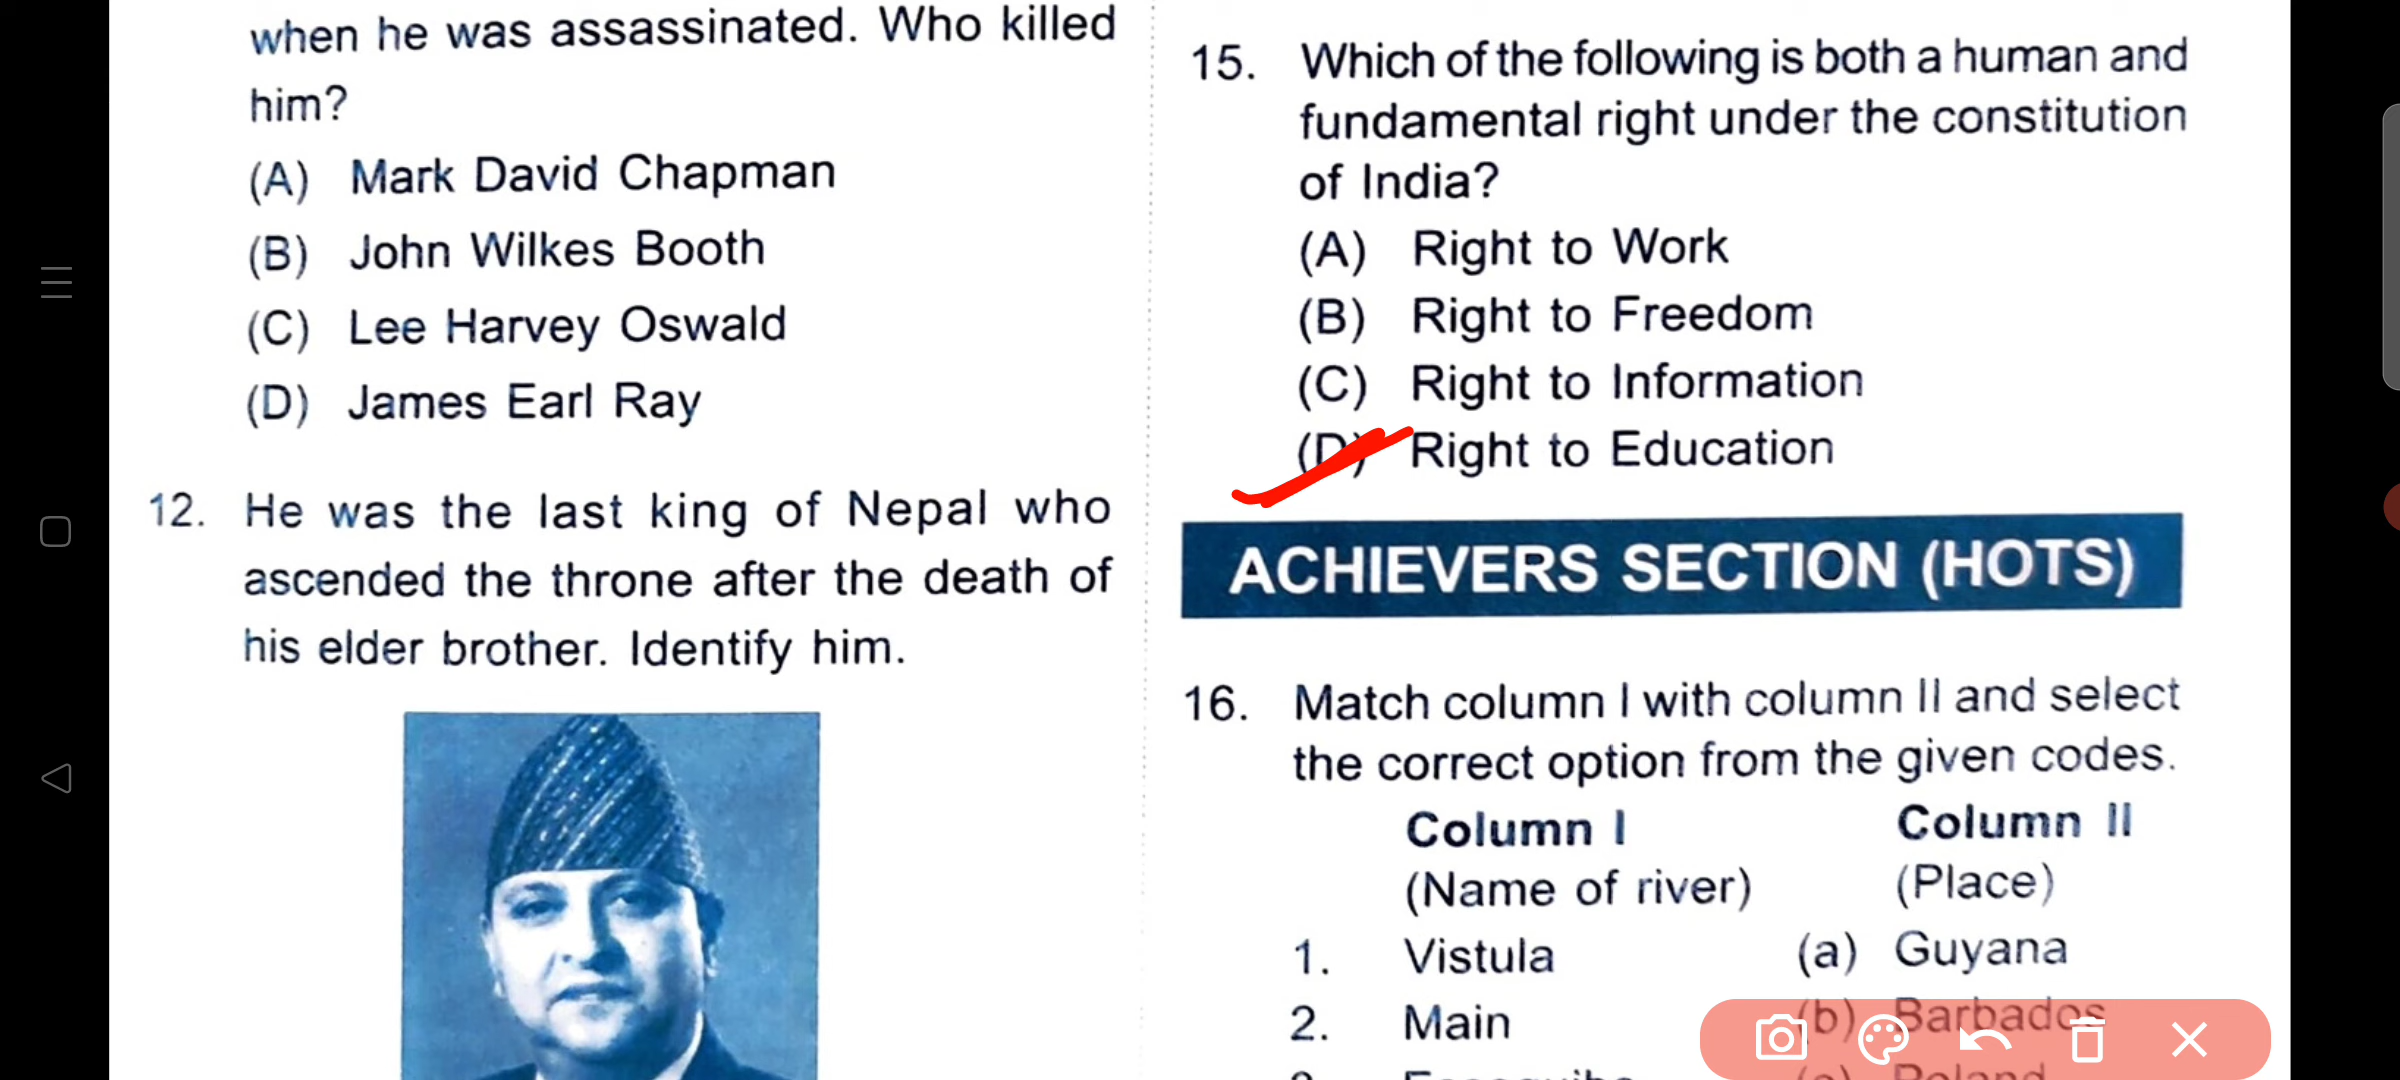 when he was assassinated. Who killed
him?
(A) Mark David Chapman
(B) John Wilkes Booth
(C) Lee Harvey Oswald
(D) James Earl Ray
12. He was the last king of Nepal who
ascended the throne after the death of
his elder brother. Identify him.
15. Which of the following is both a human and
fundamental right under the constitution
of India?
(A) Right to Work
(B) Right to Freedom
(C) Right to Information
(D) Right to Education
ACHIEVERS SECTION (HOTS)
16. Match column I with column II and select
the correct option from the given codes.
Column I Column II
(Name of river) (Place)
1. Vistula (a) Guyana
2. Main (b) Barbados
Poland